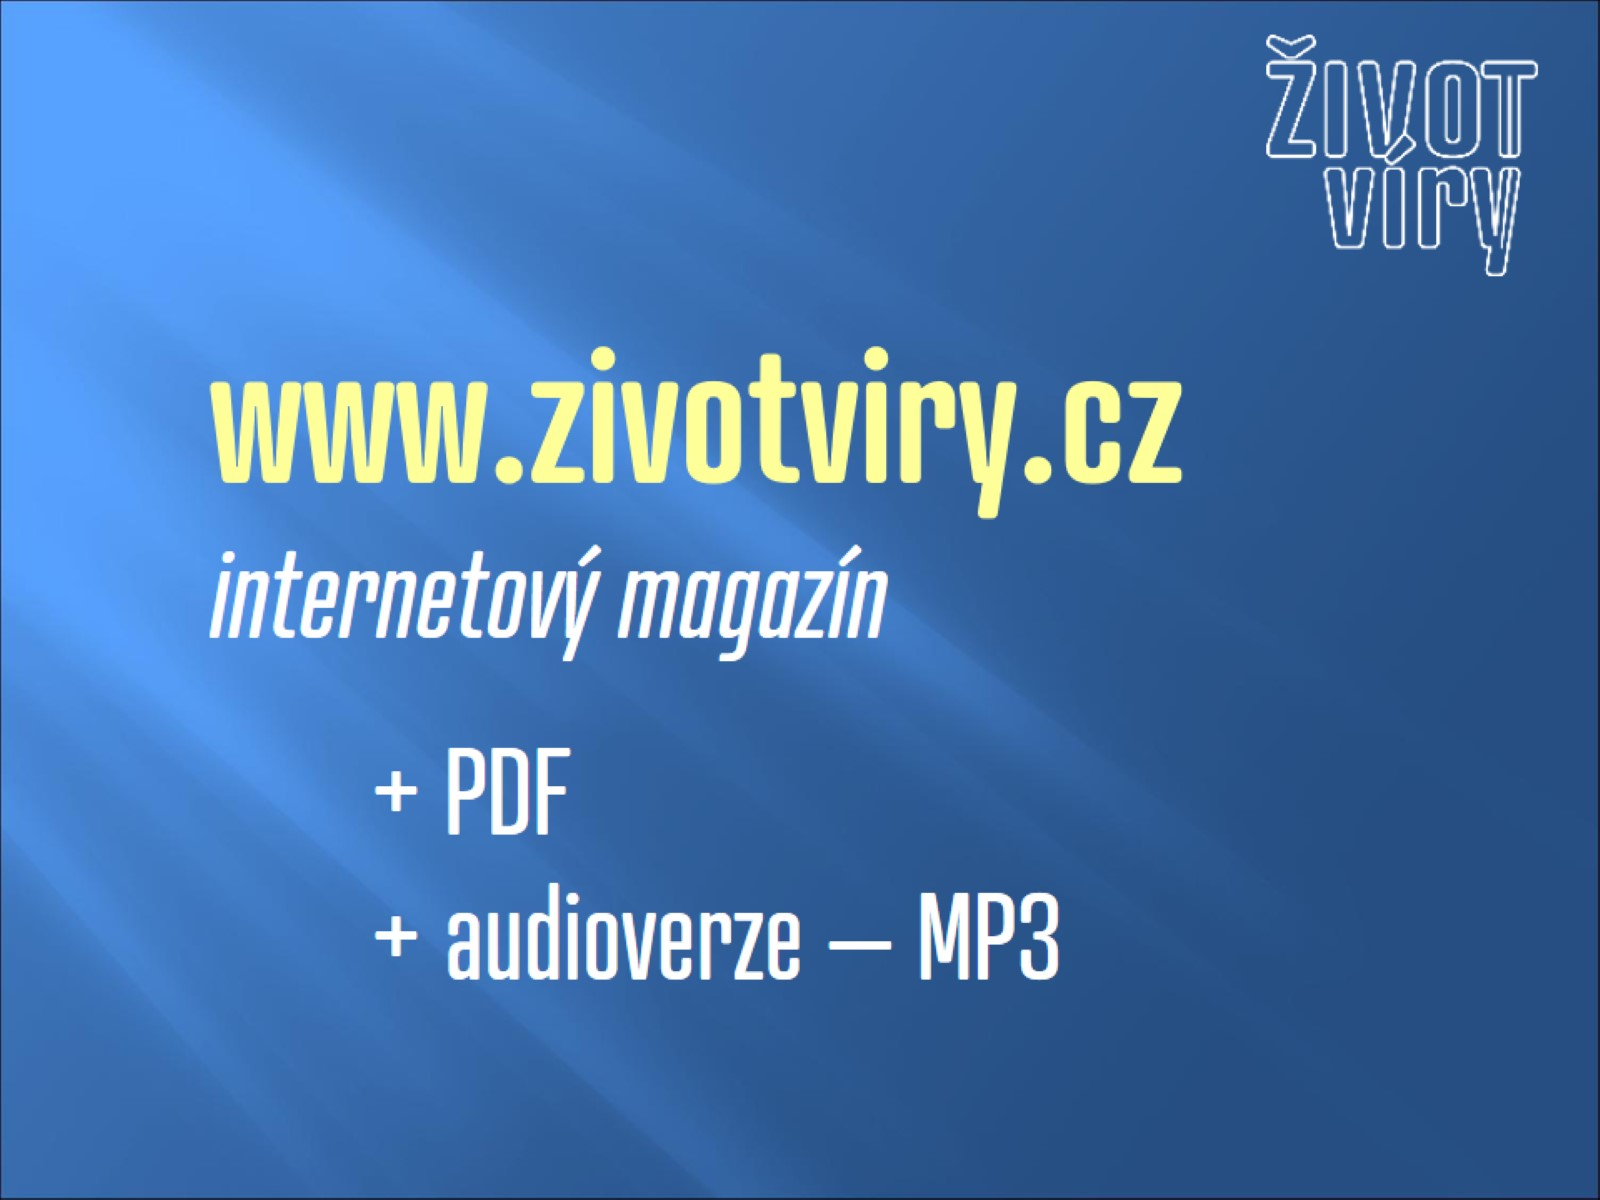 ŽIVOT
víry
www.zivotviry.cz
internetový magazín
+ PDF
+ audioverze — MP3